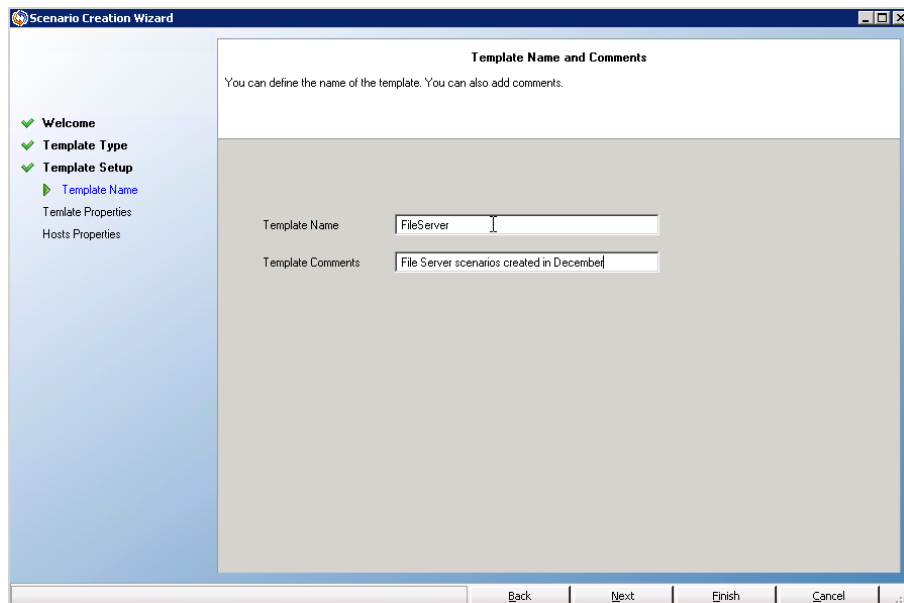 Scenario Creation Wizard
Template Name and Comments
You can define the name of the template. You can also add comments.
Welcome
Template Type
Template Setup
Template Name
Temlate Properties
Hosts Properties
Template Name FileServer
Template Comments File Server scenarios created in December
Back Next Finish Cancel